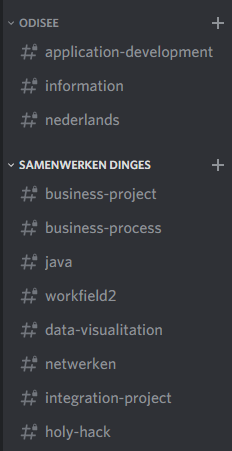 ODISEE
application-development
information
nederlands
SAMENWERKEN DINGES
business-project
business-process
java
workfield2
data-visualitation
netwerken
integration-project
holy-hack